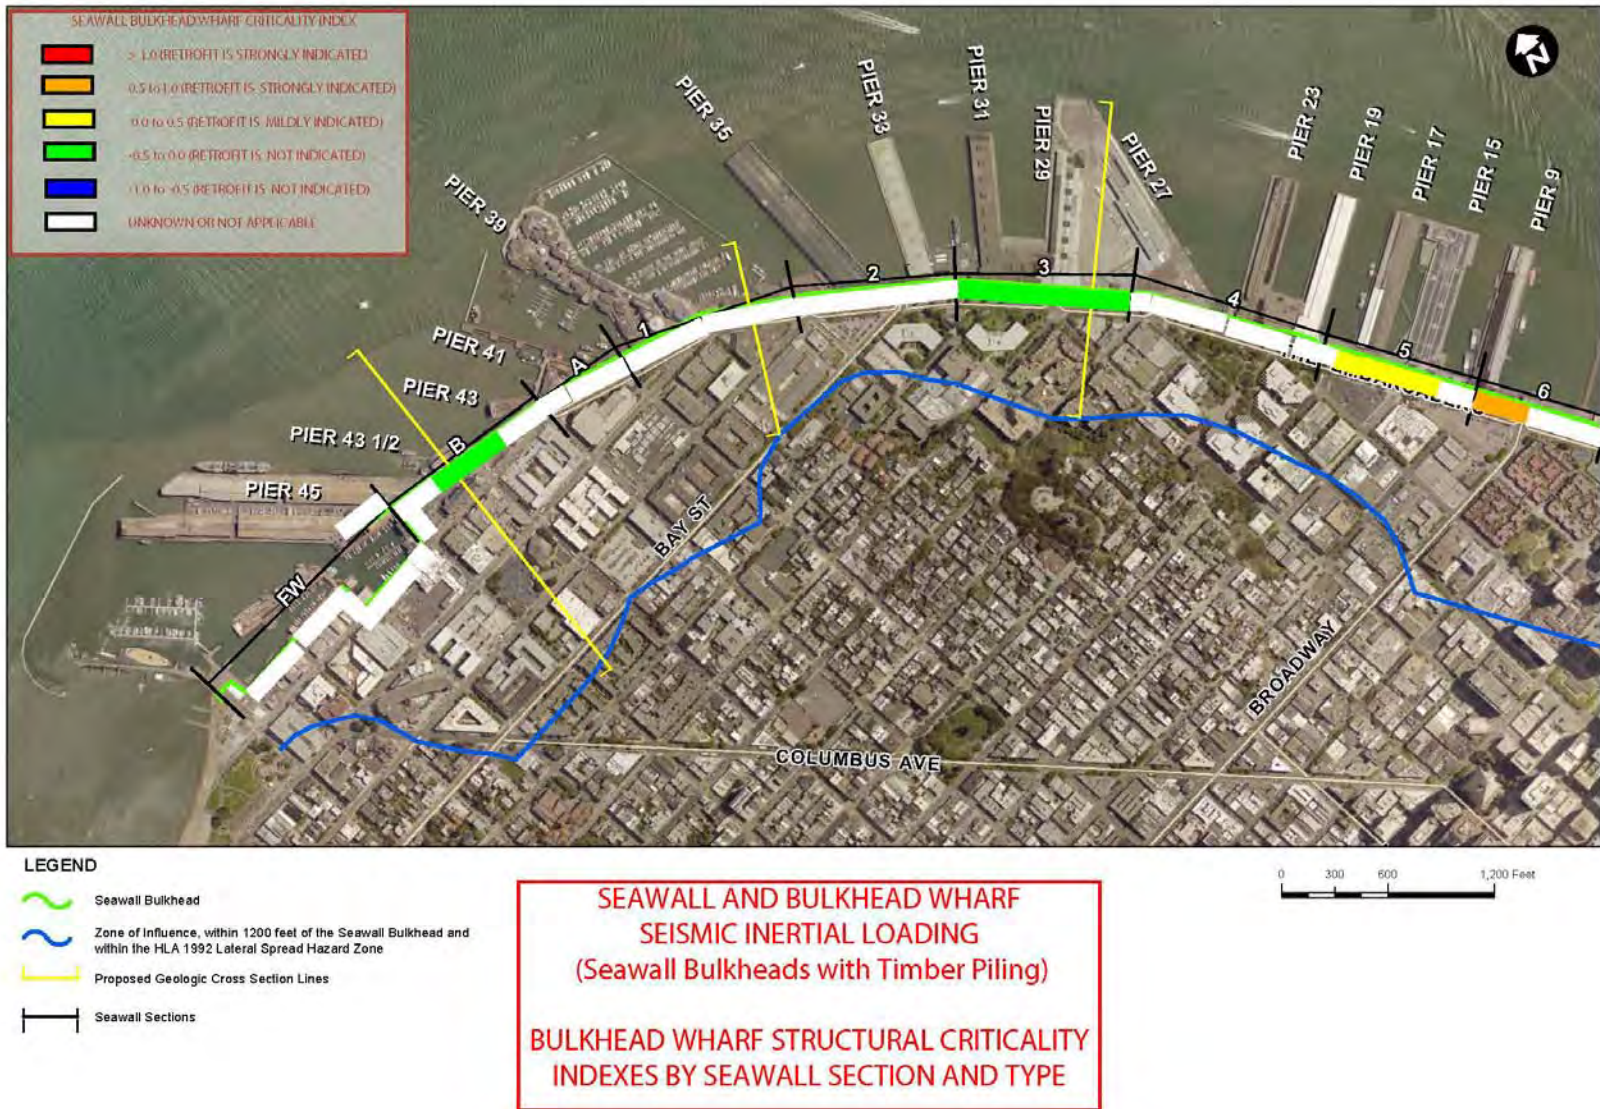 SEAWALL BULKHEAD WHARF CRITICALITY INDEX
> 1.0 (RETROFIT IS STRONGLY INDICATED
0.5 to 1.0 (RETROFIT IS STRONGLY INDICATED)
0.0 to 0.5 (RETROFIT IS MILDLY INDICATED)
-0.5 to 0.0 (RETROFIT IS NOT INDICATED)
-1.0 to -0.5 (RETROFIT IS NOT INDICATED)
UNKNOWN OR NOT APPLICABLE
N
PIER 35
PIER 33
PIER 31
PIER 29
PIER 27
PIER 23
PIER 19
PIER 17
PIER 15
PIER 9
PIER 39
PIER 41
PIER 43
PIER 43 1/2
PIER 45
FW
B
A
1
2
3
4
5
6
THE EMBARCADERO
BAY ST
BROADWAY
COLUMBUS AVE
LEGEND
Seawall Bulkhead
Zone of Influence, within 1200 feet of the Seawall Bulkhead and
within the HLA 1992 Lateral Spread Hazard Zone
Proposed Geologic Cross Section Lines
Seawall Sections
SEAWALL AND BULKHEAD WHARF
SEISMIC INERTIAL LOADING
(Seawall Bulkheads with Timber Piling)
BULKHEAD WHARF STRUCTURAL CRITICALITY
INDEXES BY SEAWALL SECTION AND TYPE
0 300 600 1,200 Feet